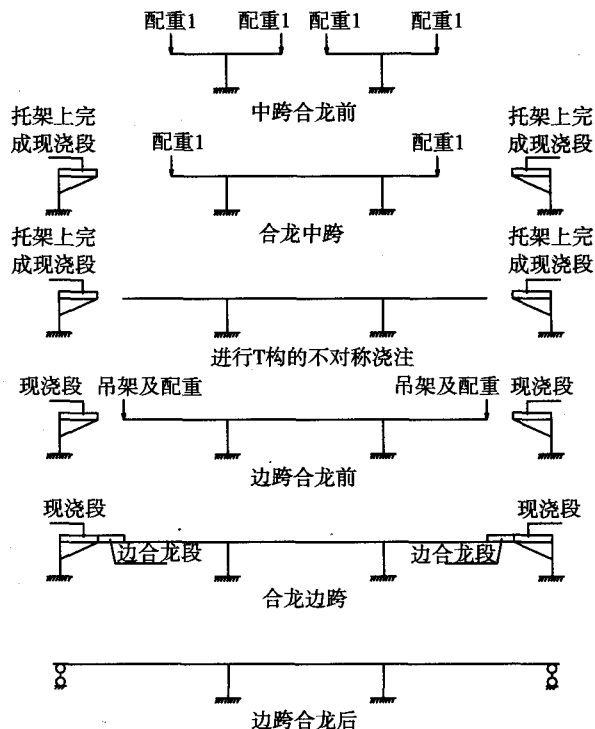 配重1 配重1 配重1 配重1
中跨合龙前
托架上完
成现浇段
配重1
配重1
托架上完
成现浇段
合龙中跨
托架上完
成现浇段
托架上完
成现浇段
进行T构的不对称浇注
现浇段 吊架及配重
吊架及配重 现浇段
边跨合龙前
现浇段
现浇段
边合龙段
边合龙段
合龙边跨
边跨合龙后